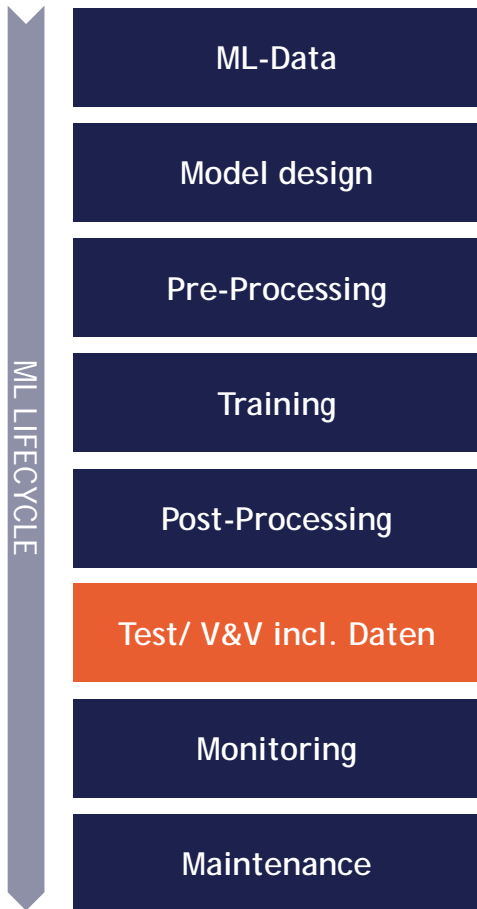 ML LIFECYCLE
ML-Data
Model design
Pre-Processing
Training
Post-Processing
Test/ V&V incl. Daten
Monitoring
Maintenance